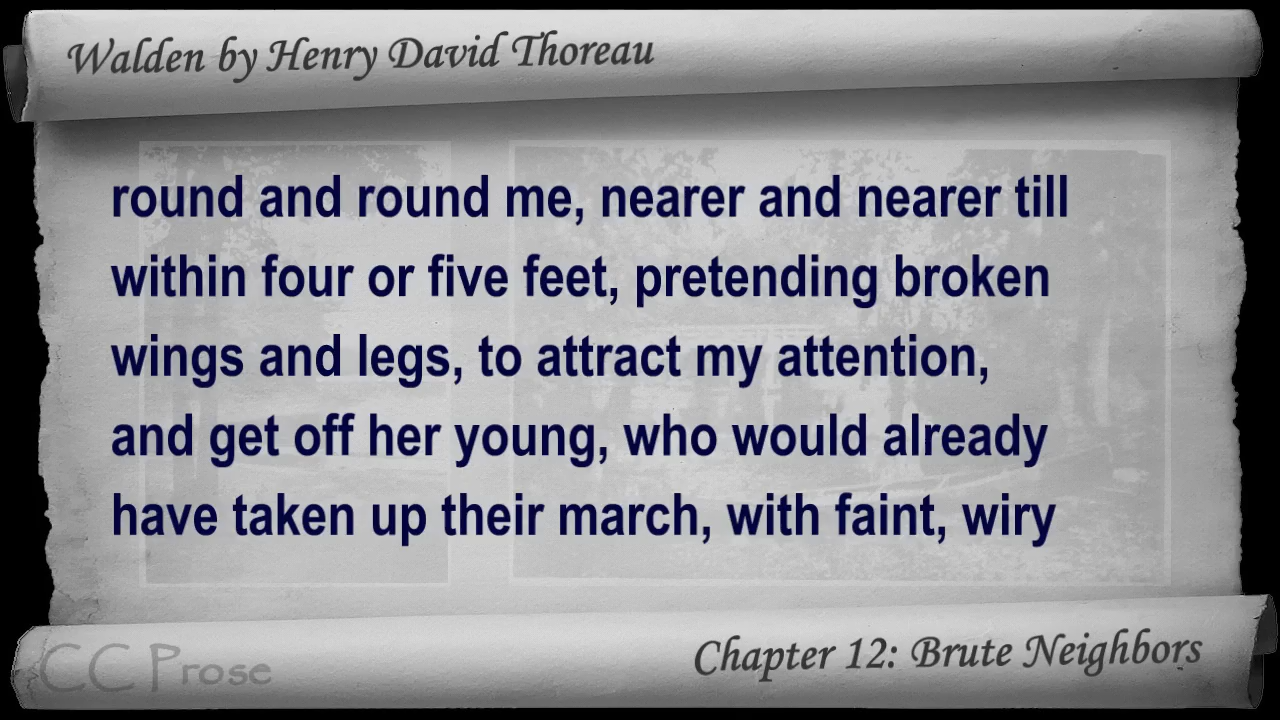 Walden by Henry David Thoreau
round and round me, nearer and nearer till
within four or five feet, pretending broken
wings and legs, to attract my attention,
and get off her young, who would already
have taken up their march, with faint, wiry
CC Prose
Chapter 12: Brute Neighbors